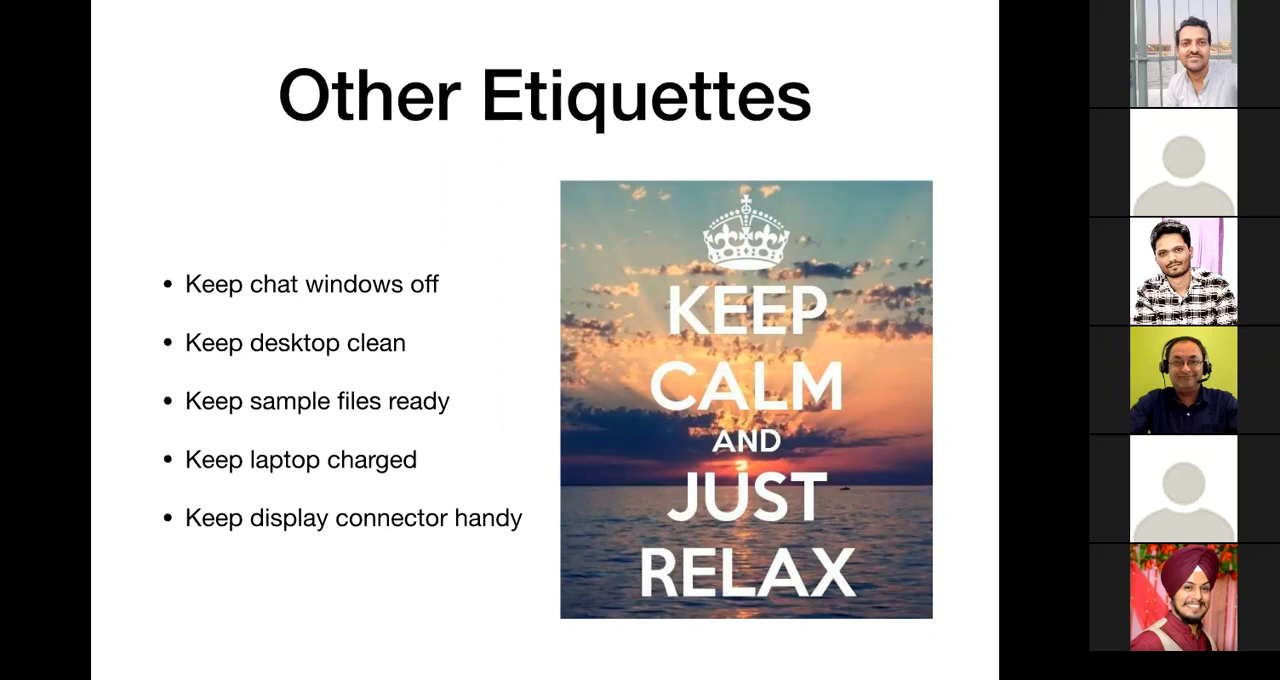 Other Etiquettes
• Keep chat windows off
• Keep desktop clean
• Keep sample files ready
• Keep laptop charged
• Keep display connector handy
KEEP
CALM
AND
JUST
RELAX